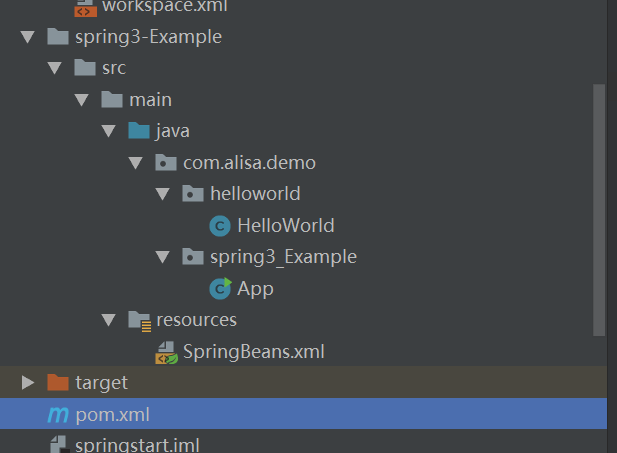 workspace.xml
spring3-Example
src
main
java
com.alisa.demo
helloworld
HelloWorld
spring3_Example
App
resources
SpringBeans.xml
target
pom.xml
springstart.iml